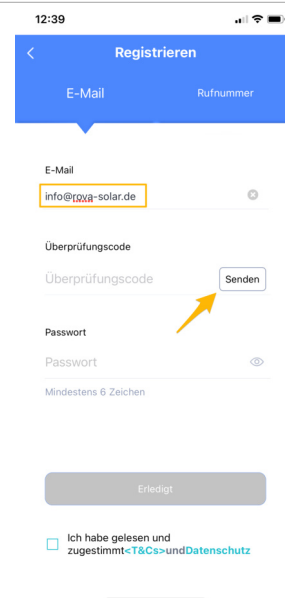 12:39
Registrieren
E-Mail
Rufnummer
E-Mail
info@rova-solar.de
Überprüfungscode
Überprüfungscode
Senden
Passwort
Passwort
Mindestens 6 Zeichen
Erledigt
Ich habe gelesen und
zugestimmt<T&Cs>undDatenschutz